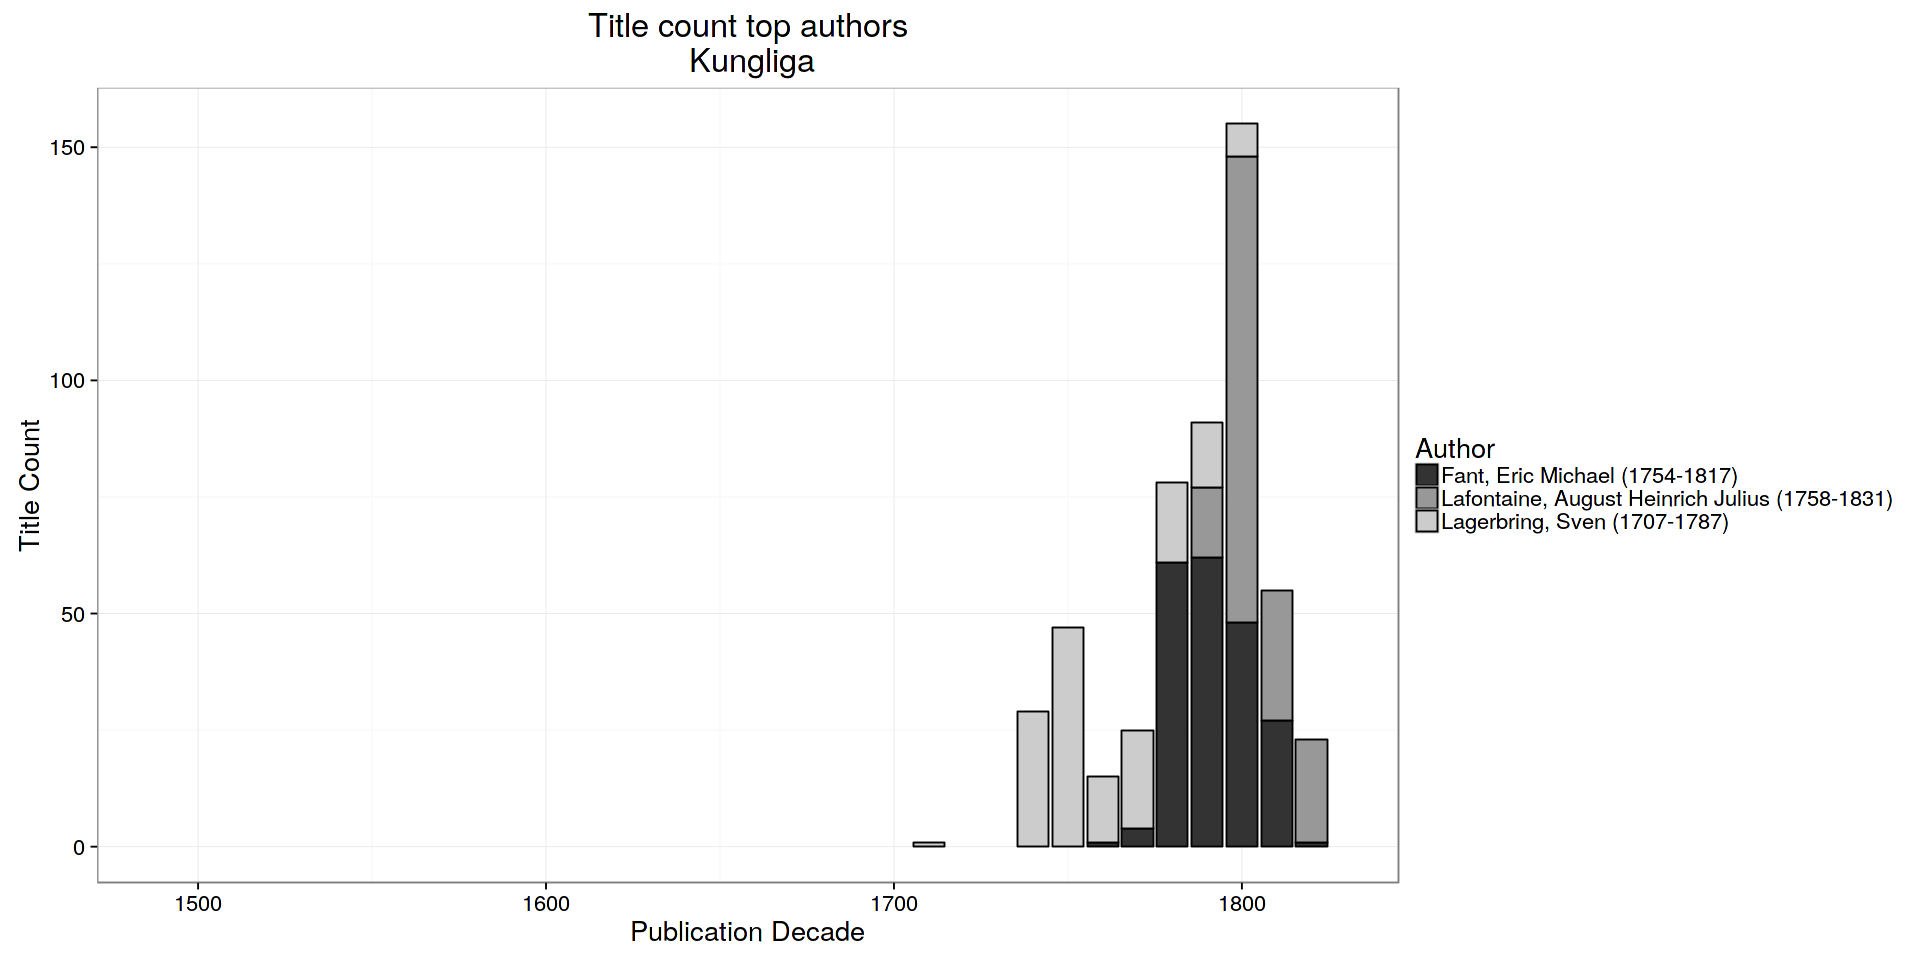 Title count top authors
Kungliga
Title Count
150
100
50
0
1500
1600
1700
1800
Publication Decade
Author
Fant, Eric Michael (1754-1817)
Lafontaine, August Heinrich Julius (1758-1831)
Lagerbring, Sven (1707-1787)